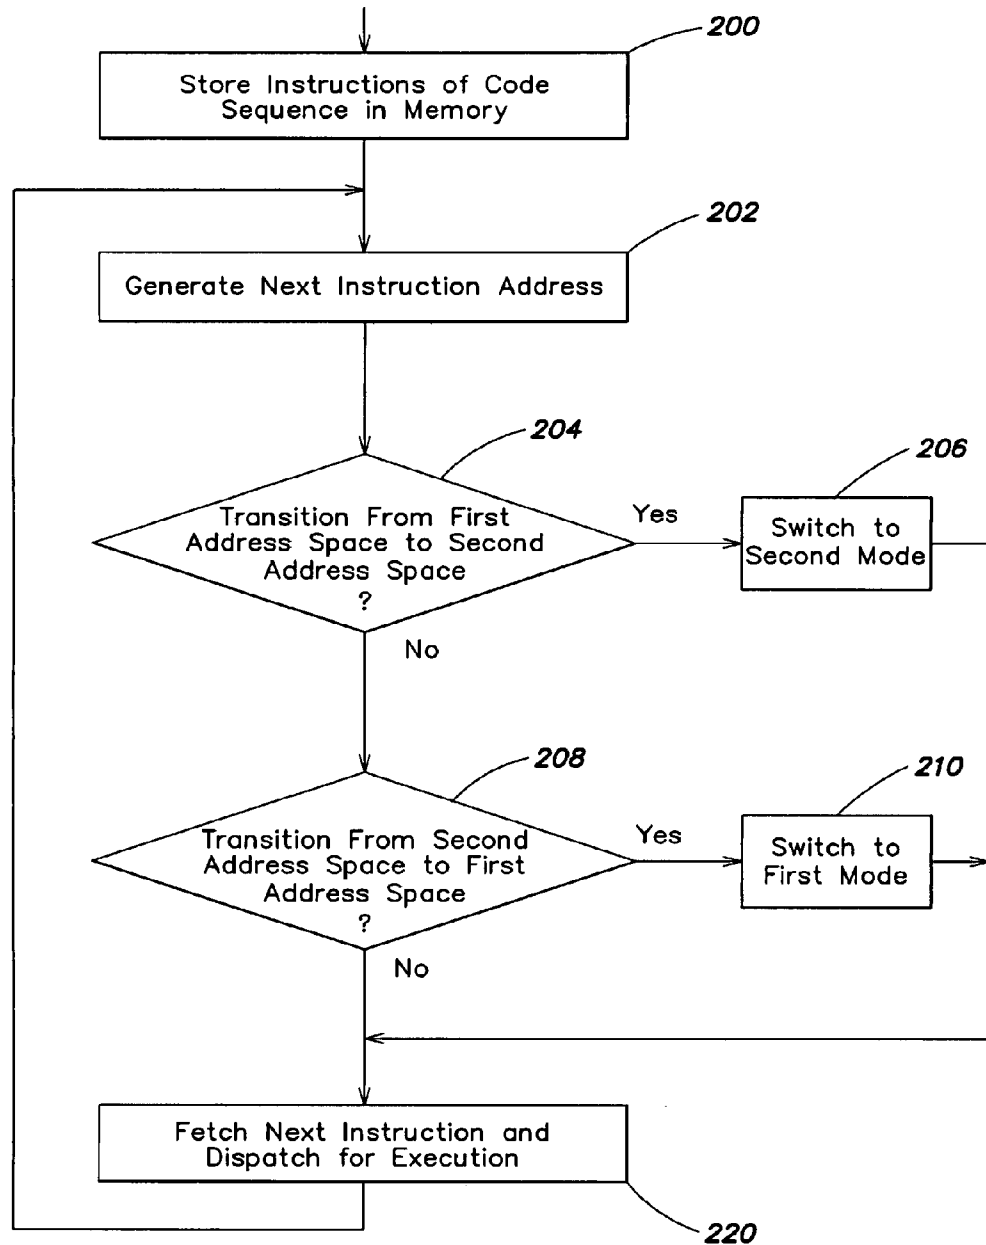 200
Store Instructions of Code
Sequence in Memory
202
Generate Next Instruction Address
204
Transition From First
Address Space to Second
Address Space
?
Yes
206
Switch to
Second Mode
No
208
Transition From Second
Address Space to First
Address Space
?
Yes
210
Switch to
First Mode
No
Fetch Next Instruction and
Dispatch for Execution
220